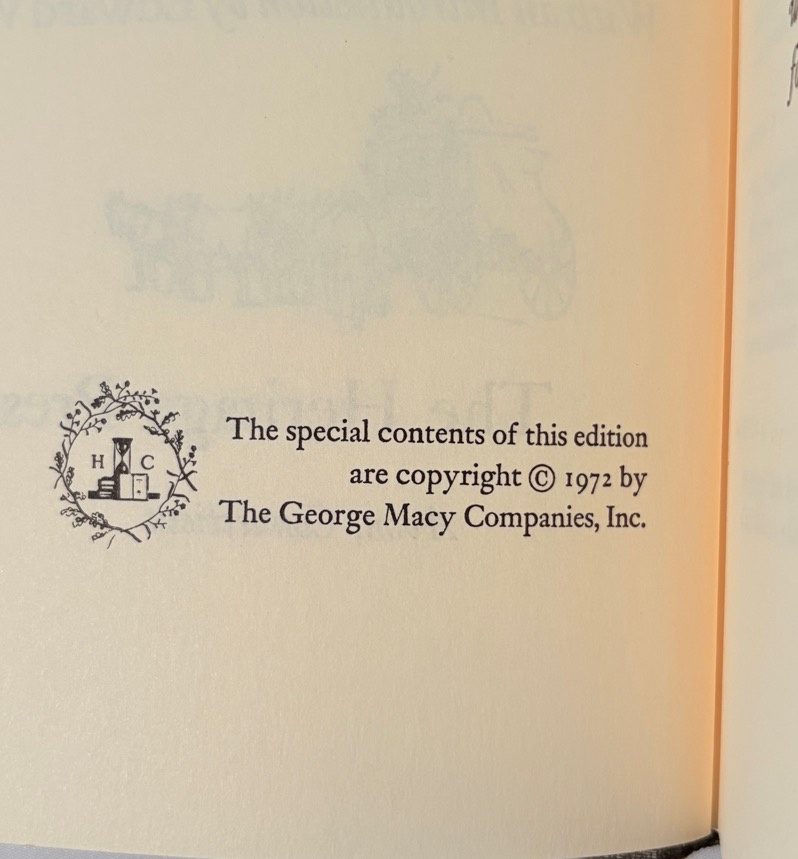 H C
The special contents of this edition
are copyright © 1972 by
The George Macy Companies, Inc.